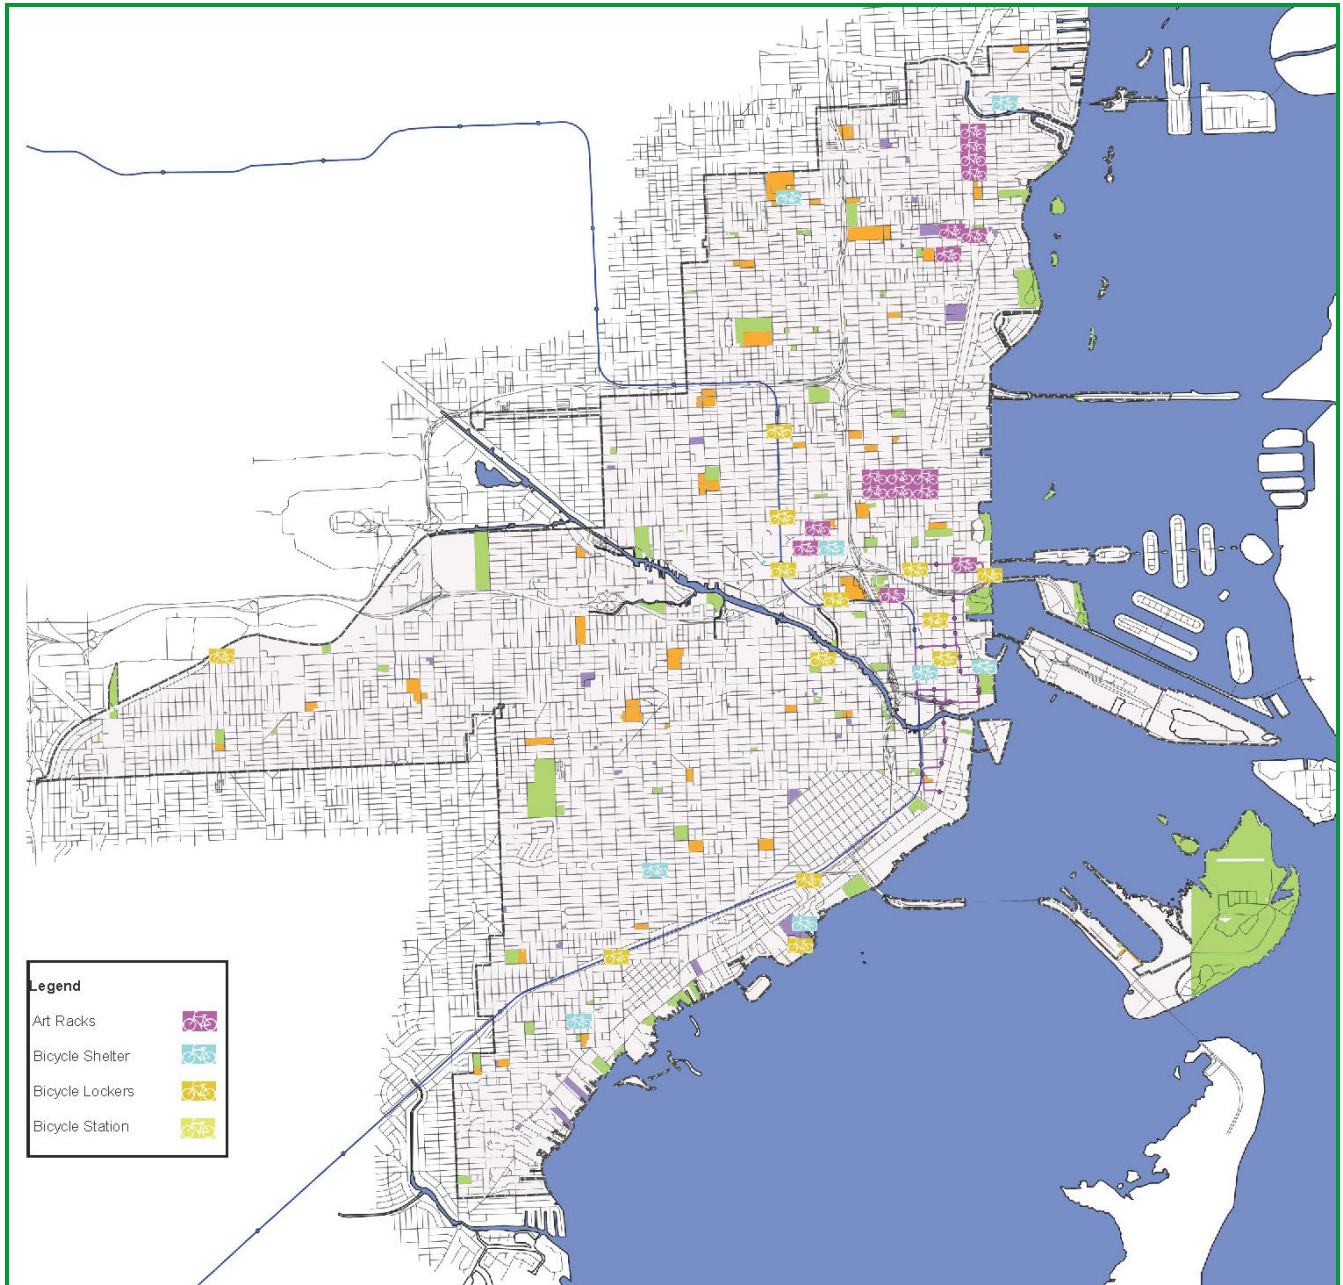 Legend
Art Racks
Bicycle Shelter
Bicycle Lockers
Bicycle Station